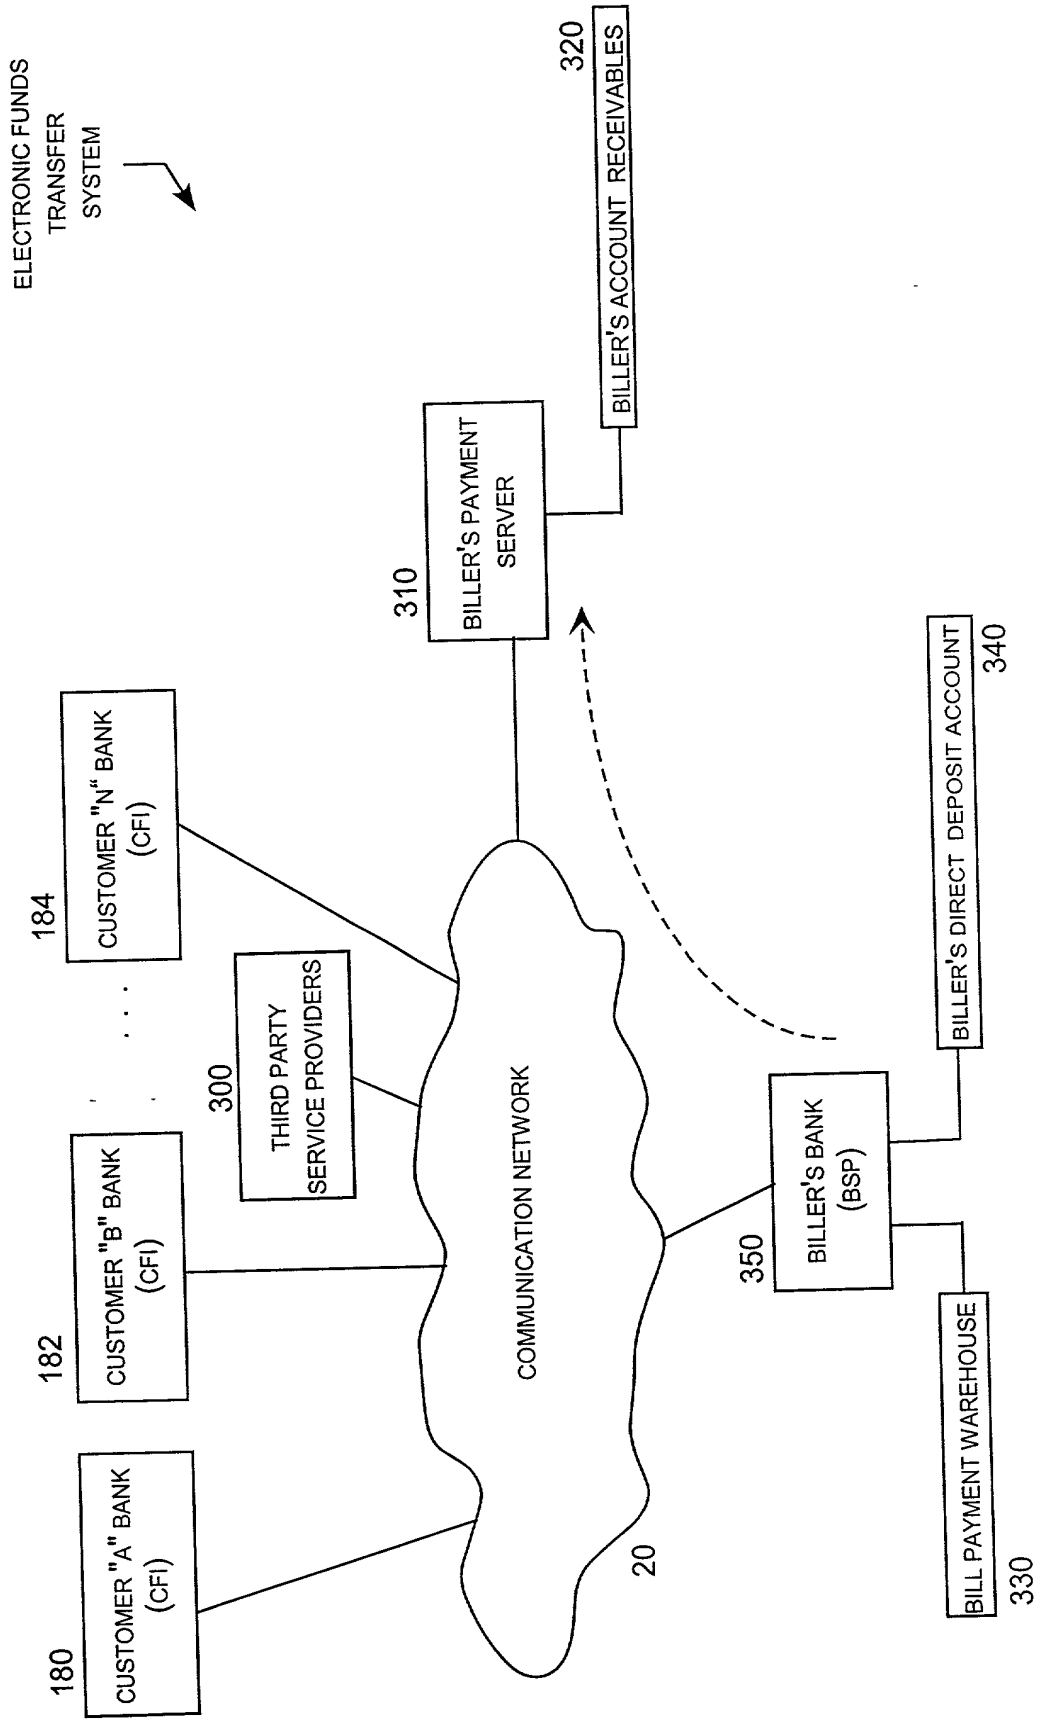 ELECTRONIC FUNDS
TRANSFER
SYSTEM
180
CUSTOMER "A" BANK
(CFI)
182
CUSTOMER "B" BANK
(CFI)
. . .
184
CUSTOMER "N" BANK
(CFI)
300
THIRD PARTY
SERVICE PROVIDERS
COMMUNICATION NETWORK
20
310
BILLER'S PAYMENT
SERVER
320
BILLER'S ACCOUNT RECEIVABLES
350
BILLER'S BANK
(BSP)
BILL PAYMENT WAREHOUSE
330
BILLER'S DIRECT DEPOSIT ACCOUNT
340